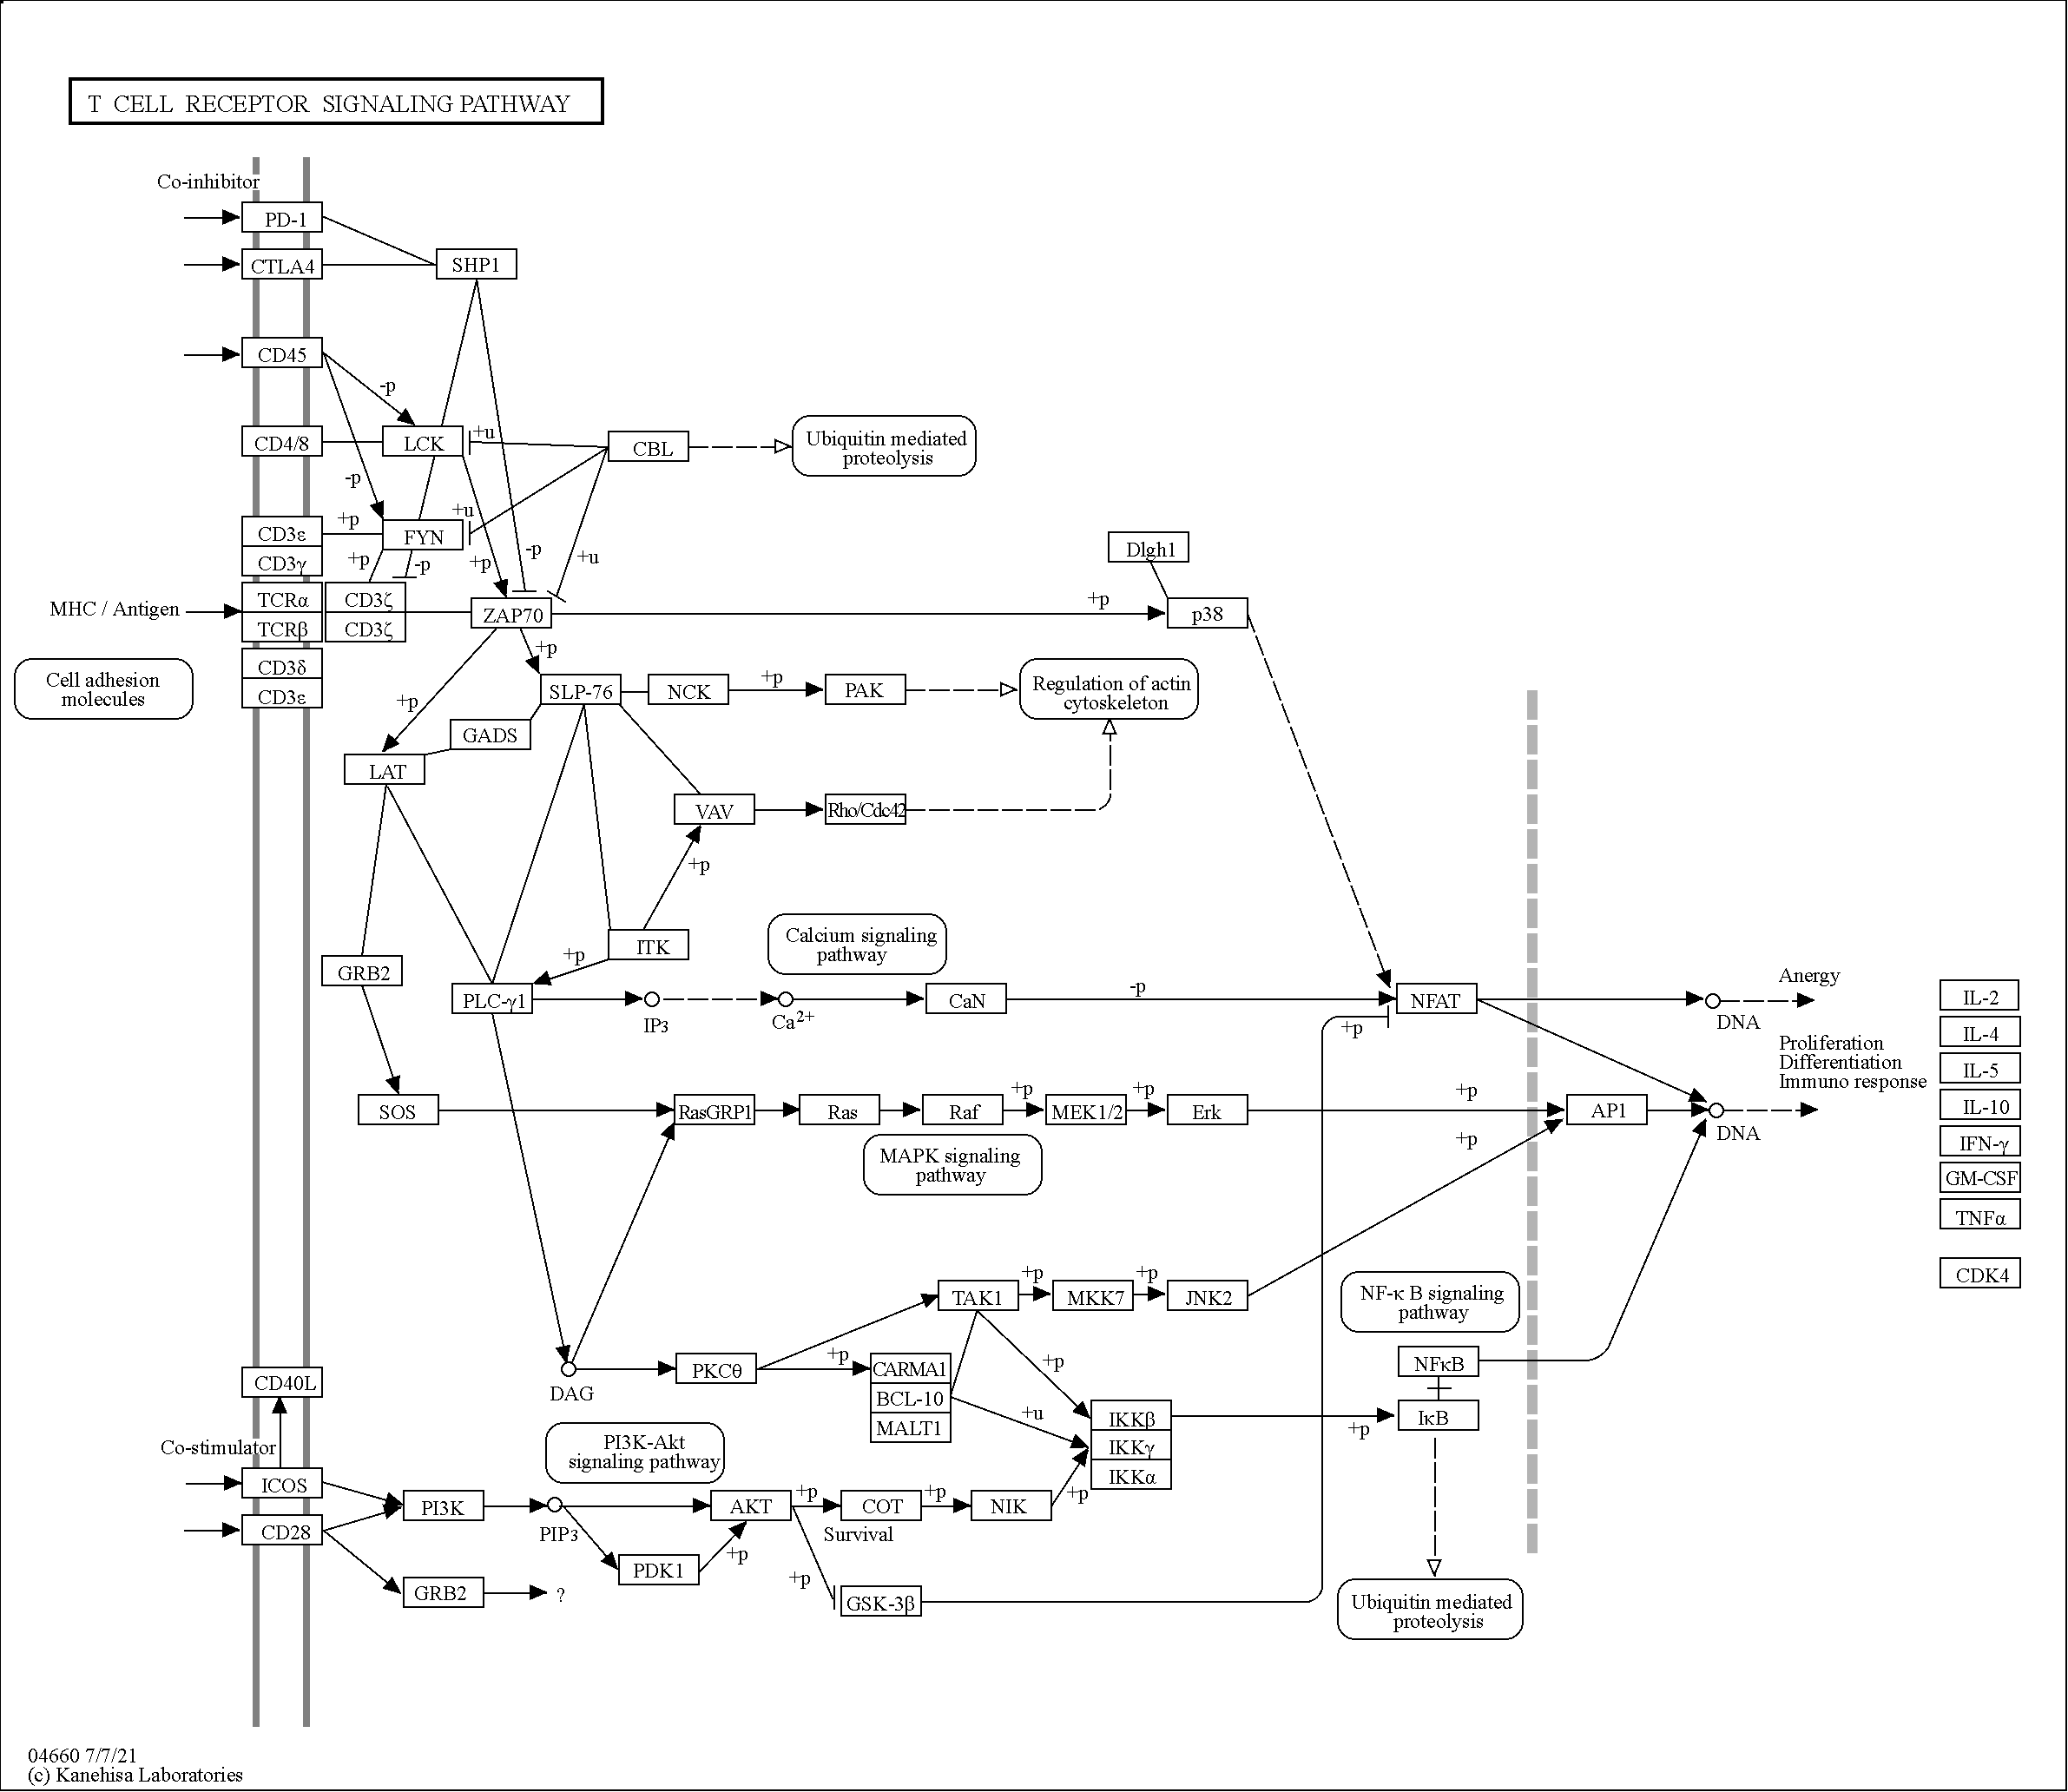 T CELL RECEPTOR SIGNALING PATHWAY
Co-inhibitor
PD-1
CTLA4
SHP1
CD45
-p
CD4/8
LCK
+u
CBL
Ubiquitin mediated
proteolysis
-p
CD3ε
+p
FYN
+u
CD3γ
+p
-p
+p
-p
+u
Dlgh1
MHC / Antigen
TCRα
CD3ζ
ZAP70
+p
p38
TCRβ
CD3ζ
+p
CD3δ
CD3ε
Cell adhesion
molecules
+p
SLP-76
NCK
+p
PAK
Regulation of actin
cytoskeleton
GADS
LAT
VAV
Rho/Cdc42
+p
ITK
+p
Calcium signaling
pathway
GRB2
PLC-γ1
IP3
Ca2+
CaN
-p
NFAT
+p
DNA
Anergy
Proliferation
Differentiation
Immuno response
SOS
RasGRP1
Ras
Raf
+p
MEK1/2
+p
Erk
+p
+p
AP1
DNA
MAPK signaling
pathway
IL-2
IL-4
IL-5
IL-10
IFN-γ
GM-CSF
TNFα
CDK4
TAK1
+p
MKK7
+p
JNK2
NF-κ B signaling
pathway
DAG
PKCθ
+p
CARMA1
BCL-10
MALT1
+p
+u
IKKβ
IKKγ
IKKα
+p
NFκB
IκB
CD40L
Co-stimulator
ICOS
CD28
PI3K-Akt
signaling pathway
PI3K
PIP3
AKT
+p
COT
+p
NIK
+p
Survival
PDK1
+p
+p
GSK-3β
GRB2
?
Ubiquitin mediated
proteolysis
04660 7/7/21
(c) Kanehisa Laboratories